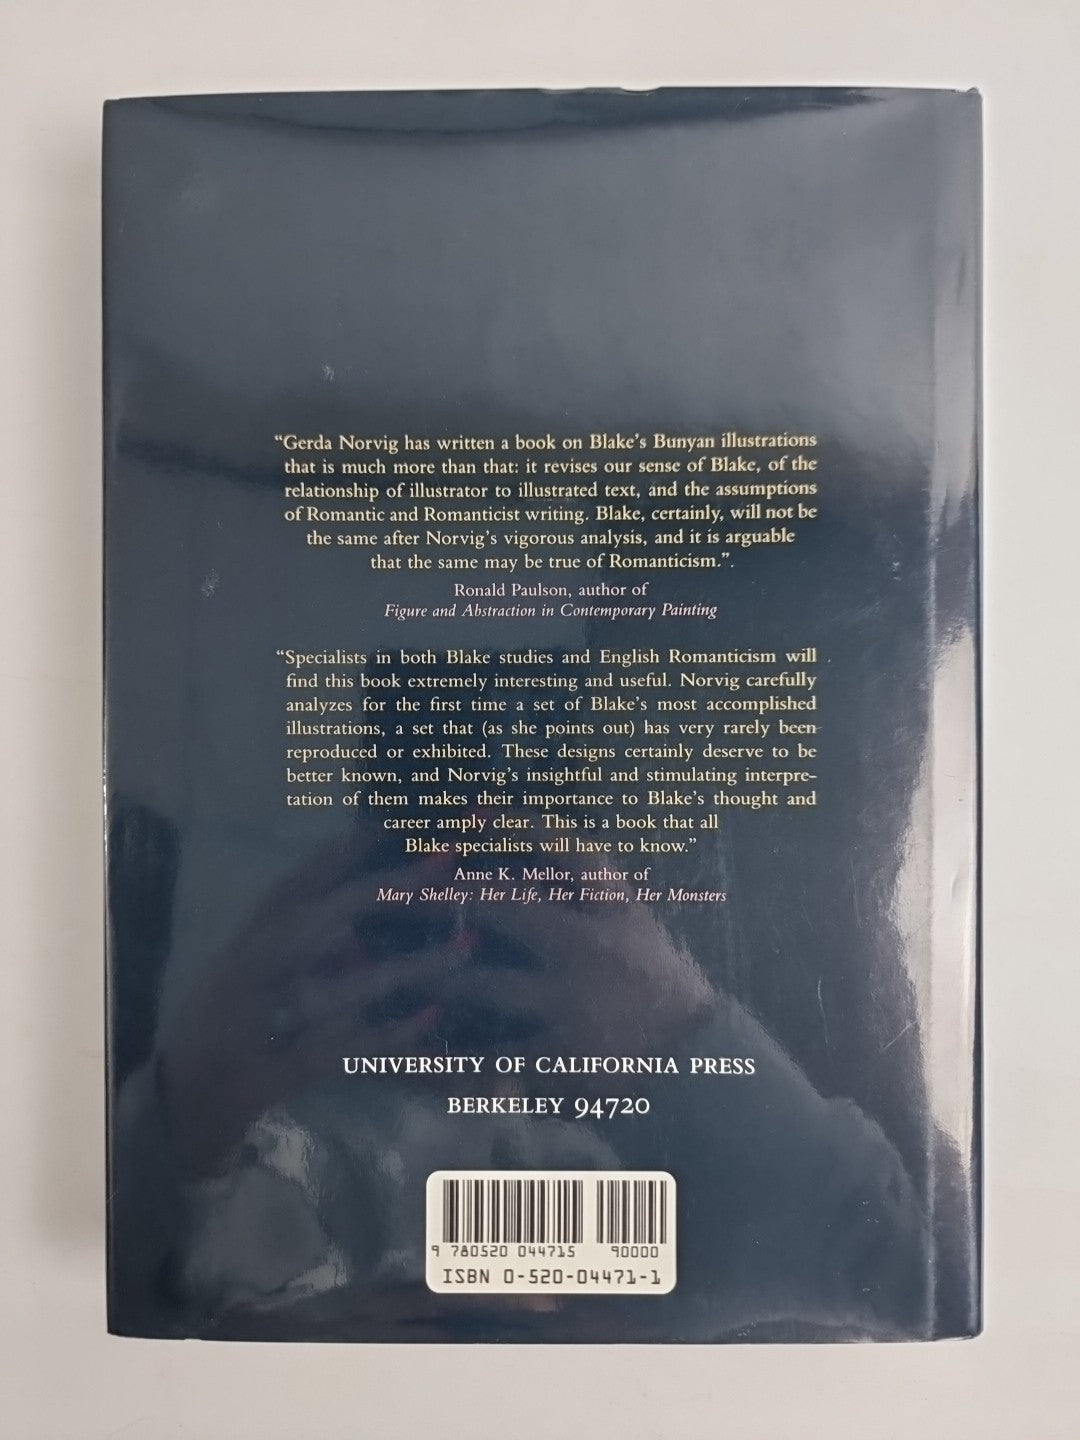 “Gerda Norvig has written a book on Blake’s Bunyan illustrations
that is much more than that: it revises our sense of Blake, of the
relationship of illustrator to illustrated text, and the assumptions
of Romantic and Romanticist writing. Blake, certainly, will not be
the same after Norvig’s vigorous analysis, and it is arguable
that the same may be true of Romanticism.”.
Ronald Paulson, author of
Figure and Abstraction in Contemporary Painting
“Specialists in both Blake studies and English Romanticism will
find this book extremely interesting and useful. Norvig carefully
analyzes for the first time a set of Blake’s most accomplished
illustrations, a set that (as she points out) has very rarely been
reproduced or exhibited. These designs certainly deserve to be
better known, and Norvig’s insightful and stimulating interpre-
tation of them makes their importance to Blake’s thought and
career amply clear. This is a book that all
Blake specialists will have to know.”
Anne K. Mellor, author of
Mary Shelley: Her Life, Her Fiction, Her Monsters
UNIVERSITY OF CALIFORNIA PRESS
BERKELEY 94720
9 780520 044715 90000
ISBN 0-520-04471-1